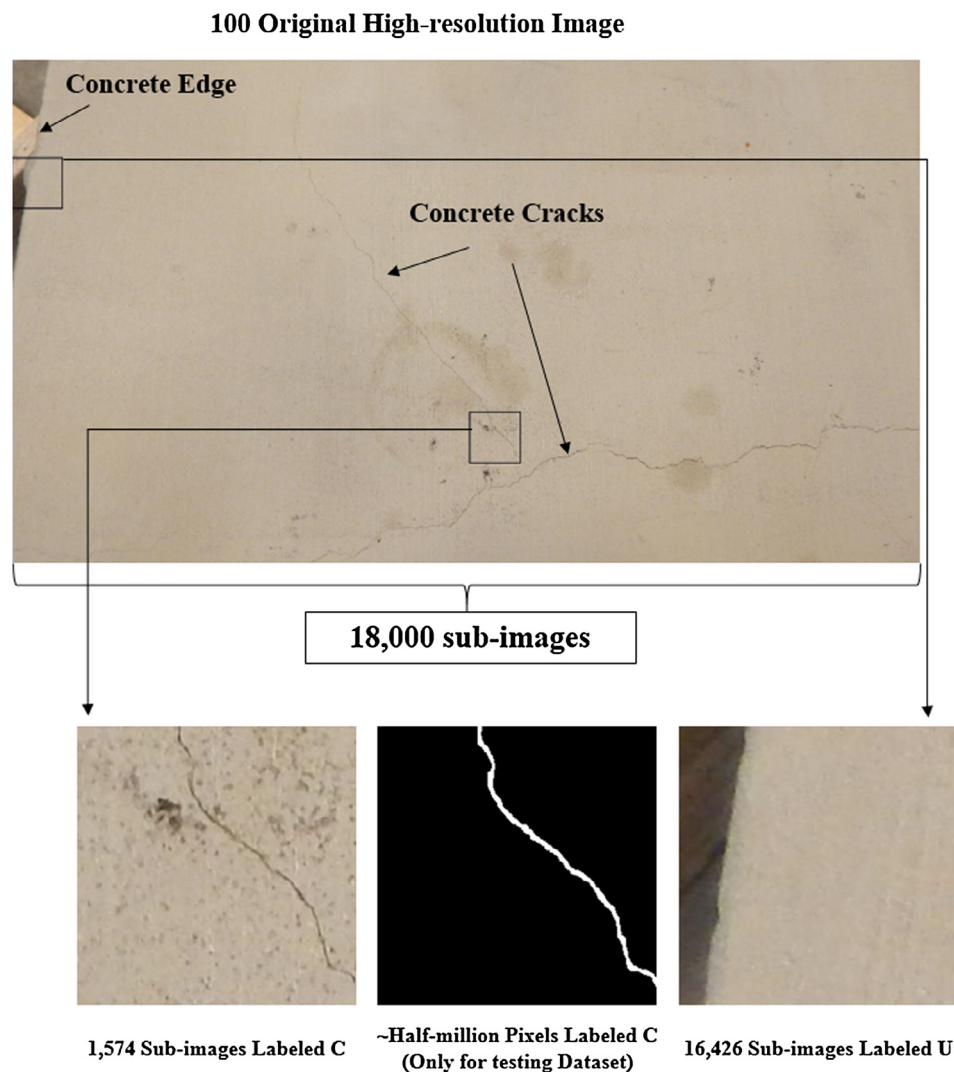 100 Original High-resolution Image
Concrete Edge
Concrete Cracks
18,000 sub-images
1,574 Sub-images Labeled C
~Half-million Pixels Labeled C
(Only for testing Dataset)
16,426 Sub-images Labeled U